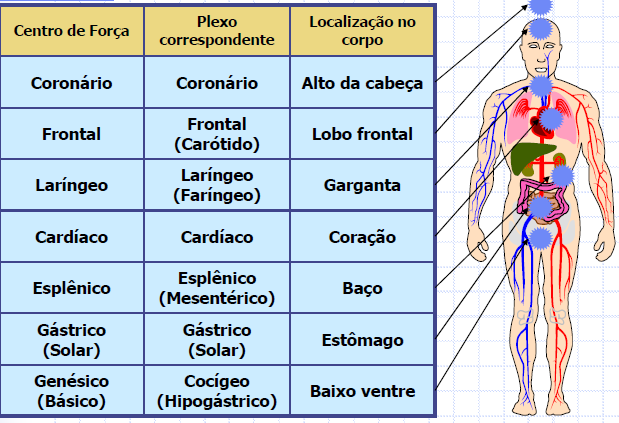 Centro de Força
Plexo
correspondente
Localização no
corpo
Coronário
Coronário
Alto da cabeça
Frontal
Frontal
(Carótido)
Lobo frontal
Laríngeo
Laríngeo
(Faríngeo)
Garganta
Cardíaco
Cardíaco
Coração
Esplênico
Esplênico
(Mesentérico)
Baço
Gástrico
(Solar)
Gástrico
(Solar)
Estômago
Genésico
(Básico)
Cocígeo
(Hipogástrico)
Baixo ventre